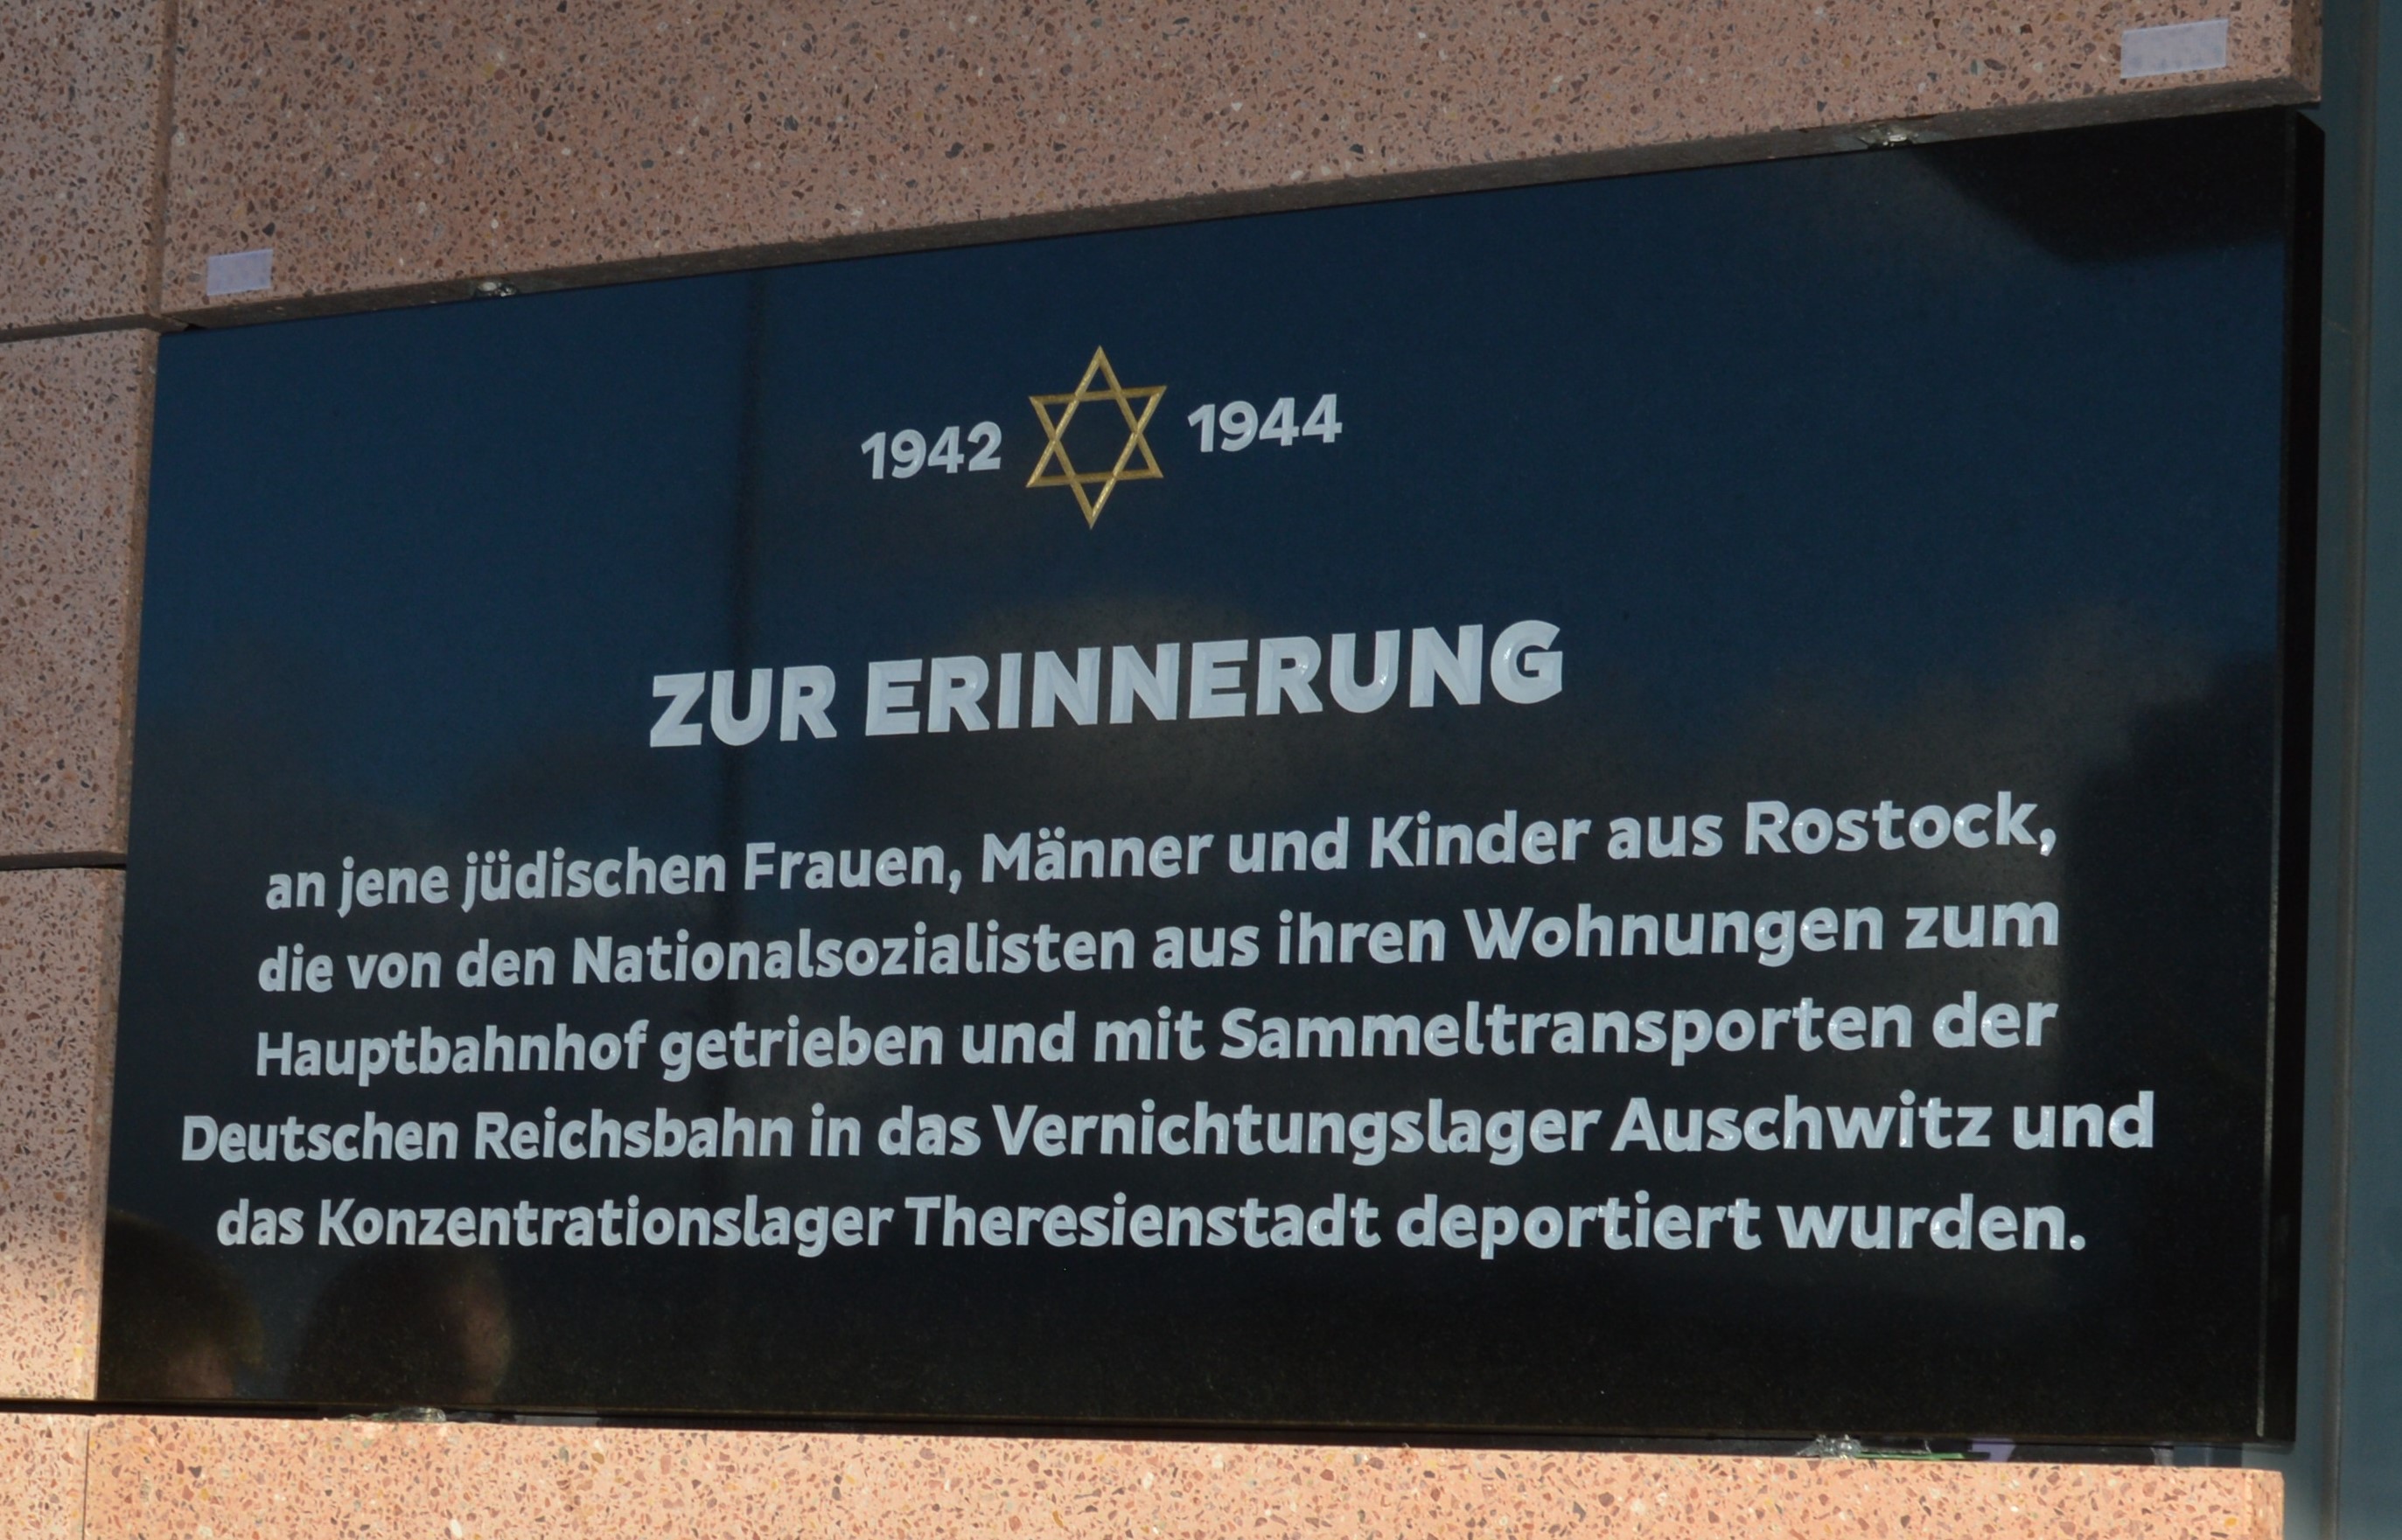 1942 1944
ZUR ERINNERUNG
an jene jüdischen Frauen, Männer und Kinder aus Rostock,
die von den Nationalsozialisten aus ihren Wohnungen zum
Hauptbahnhof getrieben und mit Sammeltransporten der
Deutschen Reichsbahn in das Vernichtungslager Auschwitz und
das Konzentrationslager Theresienstadt deportiert wurden.